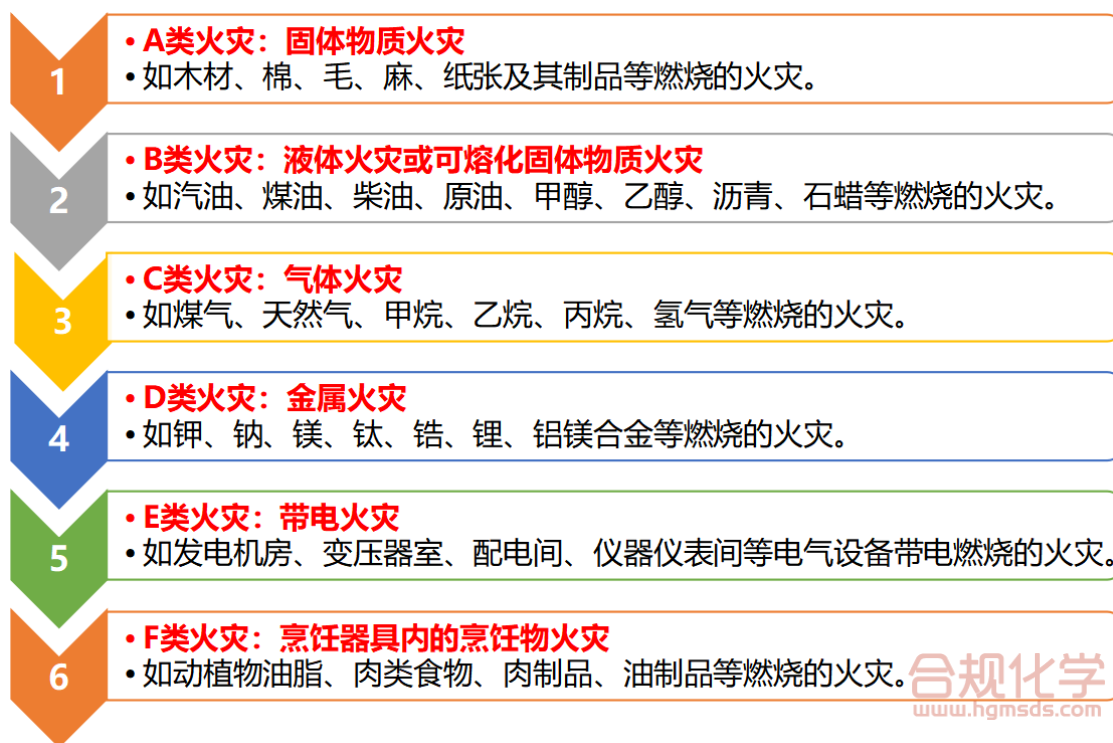 1
• A类火灾：固体物质火灾
• 如木材、棉、毛、麻、纸张及其制品等燃烧的火灾。
2
• B类火灾：液体火灾或可熔化固体物质火灾
• 如汽油、煤油、柴油、原油、甲醇、乙醇、沥青、石蜡等燃烧的火灾。
3
• C类火灾：气体火灾
• 如煤气、天然气、甲烷、乙烷、丙烷、氢气等燃烧的火灾。
4
• D类火灾：金属火灾
• 如钾、钠、镁、钛、锆、锂、铝镁合金等燃烧的火灾。
5
• E类火灾：带电火灾
• 如发电机房、变压器室、配电间、仪器仪表间等电气设备带电燃烧的火灾。
6
• F类火灾：烹饪器具内的烹饪物火灾
• 如动植物油脂、肉类食物、肉制品、油制品等燃烧的火灾。
合规化学
www.hgmsds.com